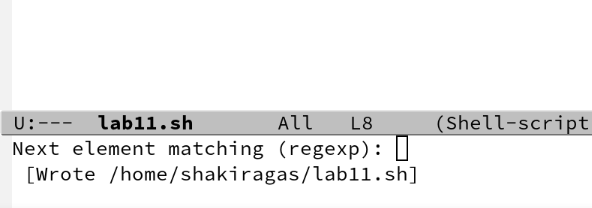 U:---  lab11.sh       All   L8     (Shell-script
Next element matching (regexp):
[Wrote /home/shakiragas/lab11.sh]